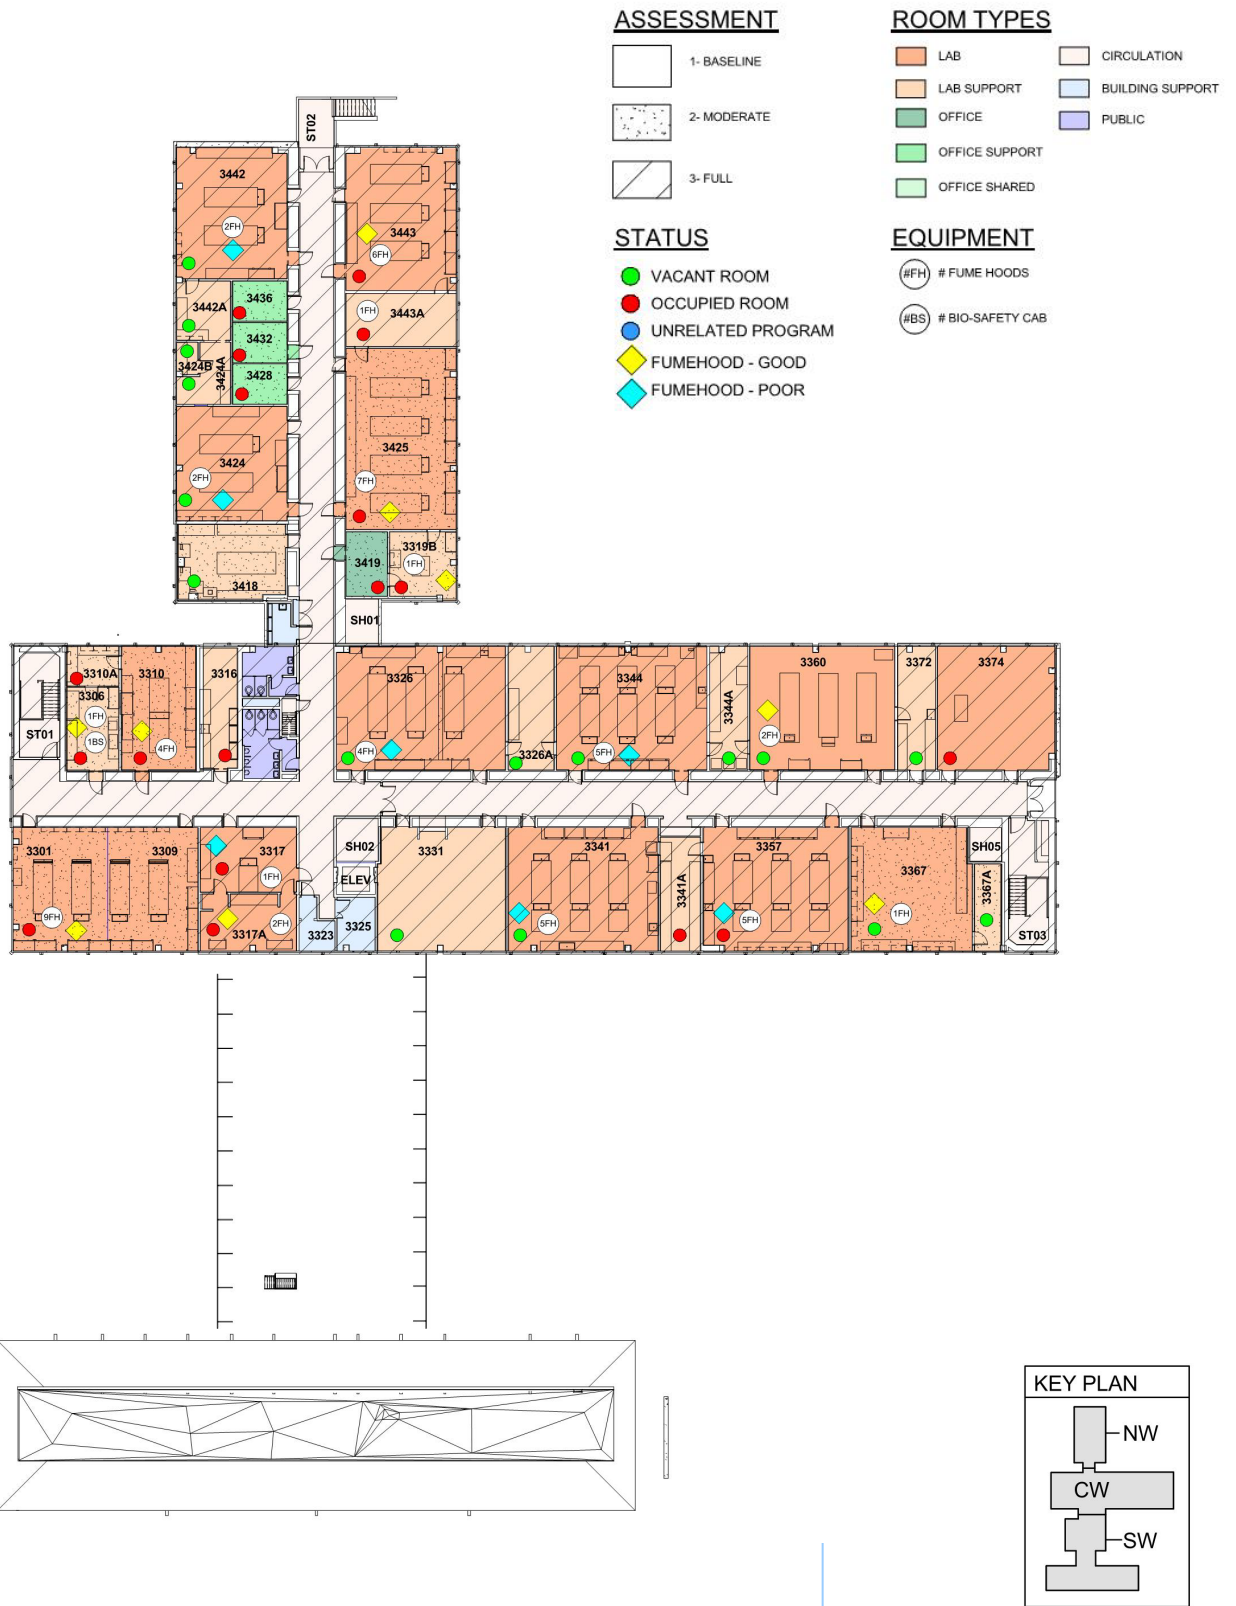 ASSESSMENT
1- BASELINE
2- MODERATE
3- FULL
ROOM TYPES
LAB
LAB SUPPORT
OFFICE
OFFICE SUPPORT
OFFICE SHARED
CIRCULATION
BUILDING SUPPORT
PUBLIC
STATUS
VACANT ROOM
OCCUPIED ROOM
UNRELATED PROGRAM
FUMEHOOD - GOOD
FUMEHOOD - POOR
EQUIPMENT
#FH # FUME HOODS
#BS # BIO-SAFETY CAB
ST02
3442
2FH
3443
6FH
3442A
3436
1FH
3443A
3432
3424B
3424A
3428
3425
3424
2FH
7FH
3418
3419
3319B
1FH
SH01
ST01
3310A
3310
3306
1FH
1BS
4FH
3316
3326
4FH
3326A
3344
5FH
3344A
3360
2FH
3372
3374
3301
3309
9FH
3317
1FH
3317A
2FH
3323
3325
SH02
ELEV
3331
3341
5FH
3341A
3357
5FH
3367
1FH
3367A
SH05
ST03
KEY PLAN
NW
CW
SW